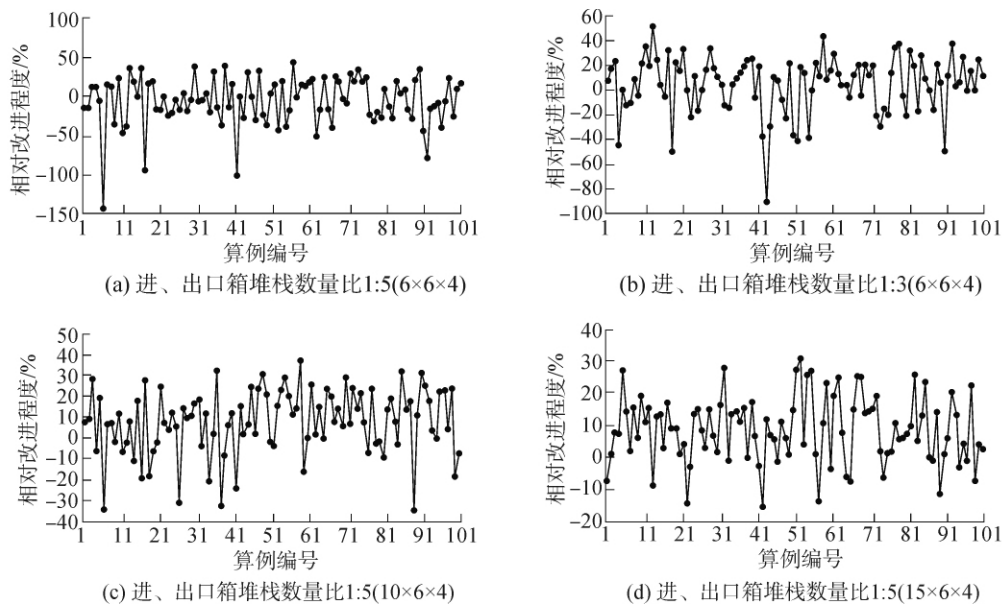 100
50
0
−50
−100
−150
相对改进程度/%
1 11 21 31 41 51 61 71 81 91 101
算例编号
(a) 进、出口箱堆栈数量比1:5(6×6×4)
60
40
20
0
−20
−40
−60
−80
−100
相对改进程度/%
1 11 21 31 41 51 61 71 81 91 101
算例编号
(b) 进、出口箱堆栈数量比1:3(6×6×4)
50
40
30
20
10
0
−10
−20
−30
−40
相对改进程度/%
1 11 21 31 41 51 61 71 81 91 101
算例编号
(c) 进、出口箱堆栈数量比1:5(10×6×4)
40
30
20
10
0
−10
−20
相对改进程度/%
1 11 21 31 41 51 61 71 81 91 101
算例编号
(d) 进、出口箱堆栈数量比1:5(15×6×4)